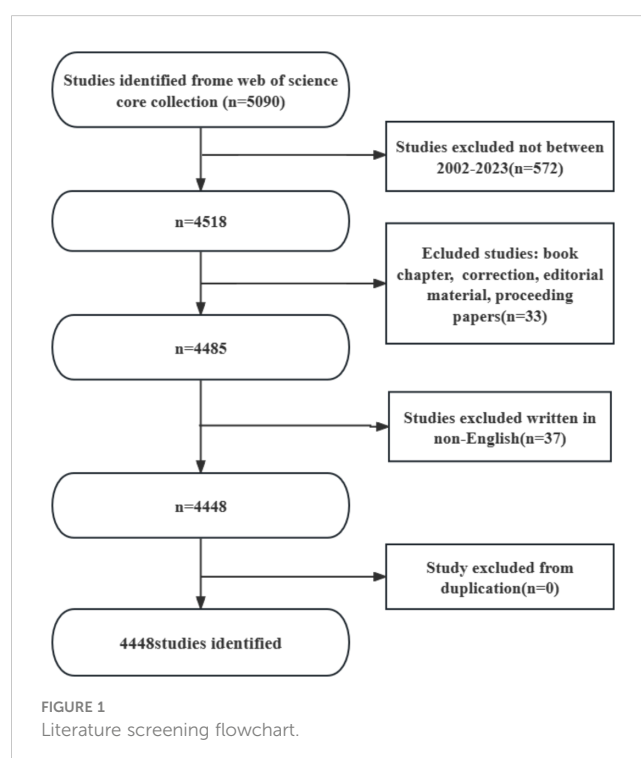 Studies identified frome web of science
core collection (n=5090)
Studies excluded not between
2002-2023(n=572)
n=4518
Ecluded studies: book
chapter, correction, editorial
material, proceeding
papers(n=33)
n=4485
Studies excluded written in
non-English(n=37)
n=4448
Study excluded from
duplication(n=0)
4448studies identified
FIGURE 1
Literature screening flowchart.